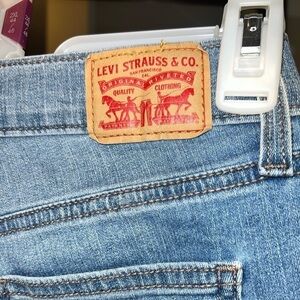 LEVI STRAUSS & CO.
SAN FRANCISCO
CAL.
ORIGINAL RIVETED
QUALITY CLOTHING